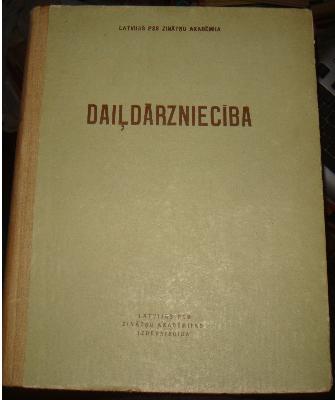 LATVIJAS PSR ZINĀTŅU AKADĒMIJA
DAIĻDĀRZNIECĪBA
LATVIJAS PSR
ZINĀTŅU AKADĒMIJAS
IZDEVNIECĪBA